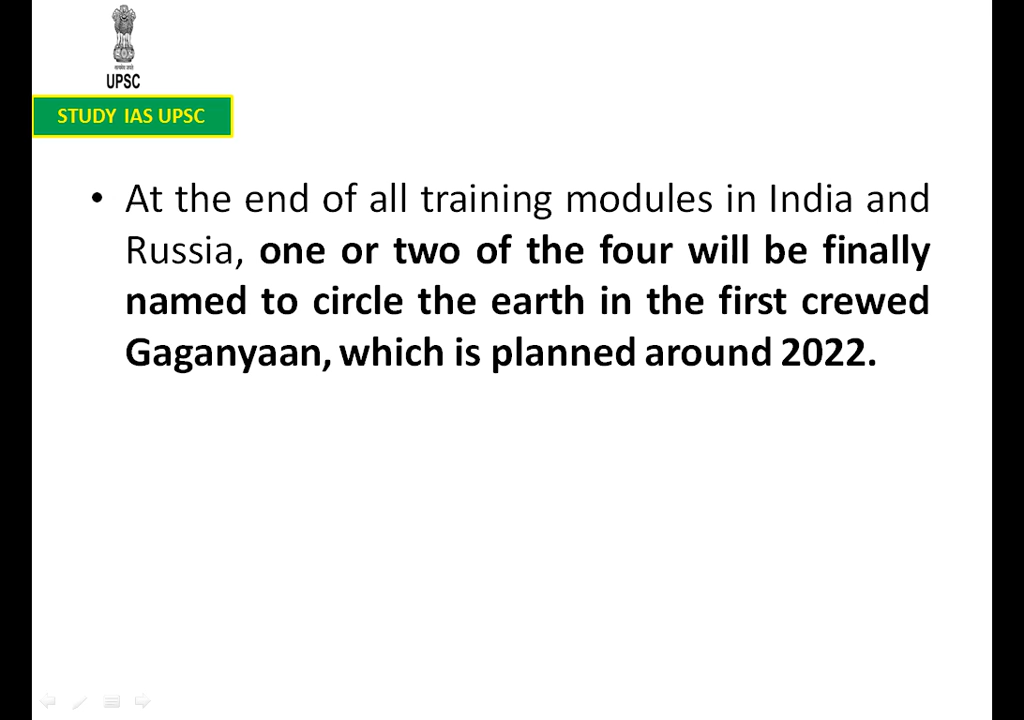 UPSC
STUDY IAS UPSC
• At the end of all training modules in India and
Russia, one or two of the four will be finally
named to circle the earth in the first crewed
Gaganyaan, which is planned around 2022.